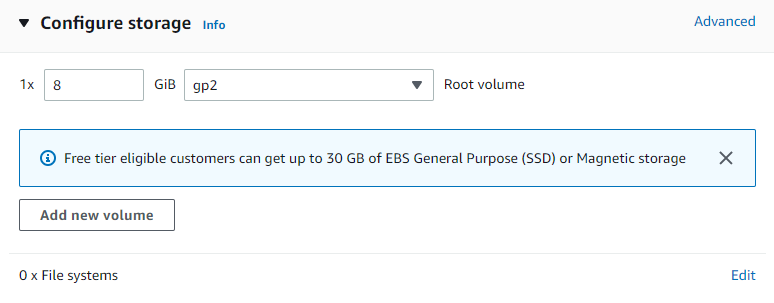 Configure storage Info Advanced
1x 8 GiB gp2 Root volume
Free tier eligible customers can get up to 30 GB of EBS General Purpose (SSD) or Magnetic storage
Add new volume
0 x File systems Edit